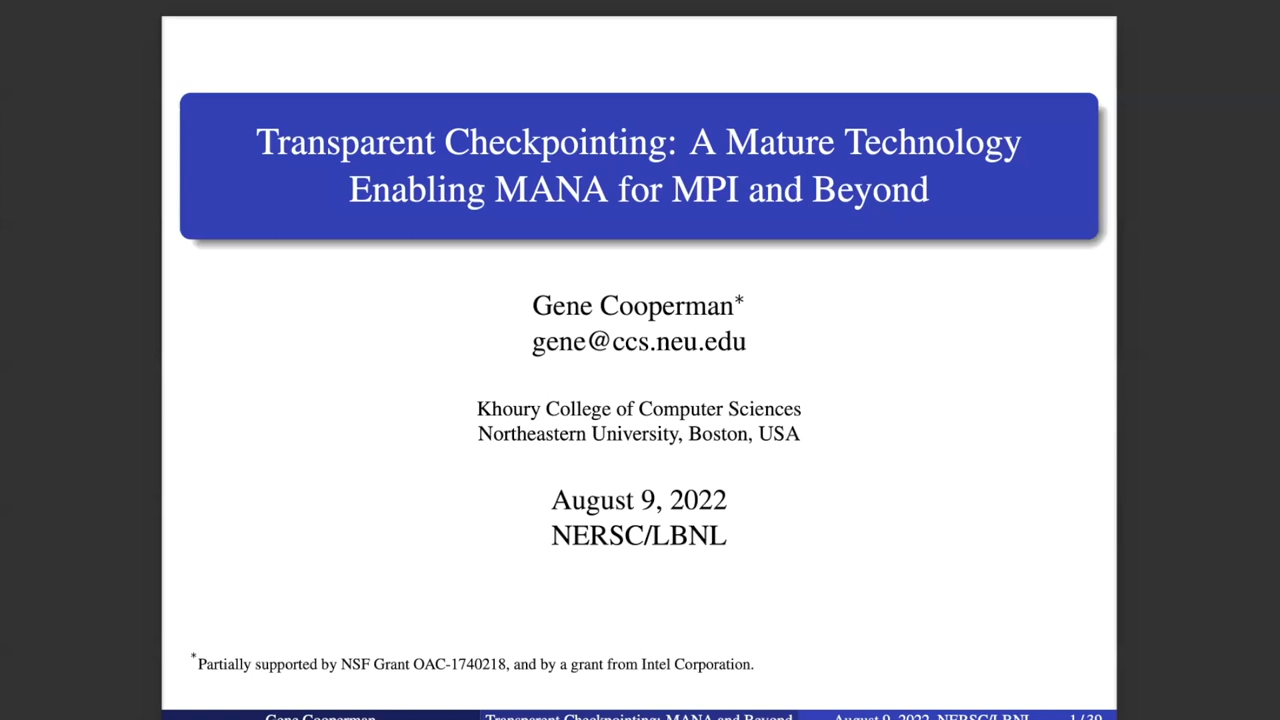 Transparent Checkpointing: A Mature Technology
Enabling MANA for MPI and Beyond
Gene Cooperman*
gene@ccs.neu.edu
Khoury College of Computer Sciences
Northeastern University, Boston, USA
August 9, 2022
NERSC/LBNL
*Partially supported by NSF Grant OAC-1740218, and by a grant from Intel Corporation.
Gene Cooperman Transparent Checkpointing: MANA and Beyond August 9, 2022, NERSC/LBNL 1 / 39